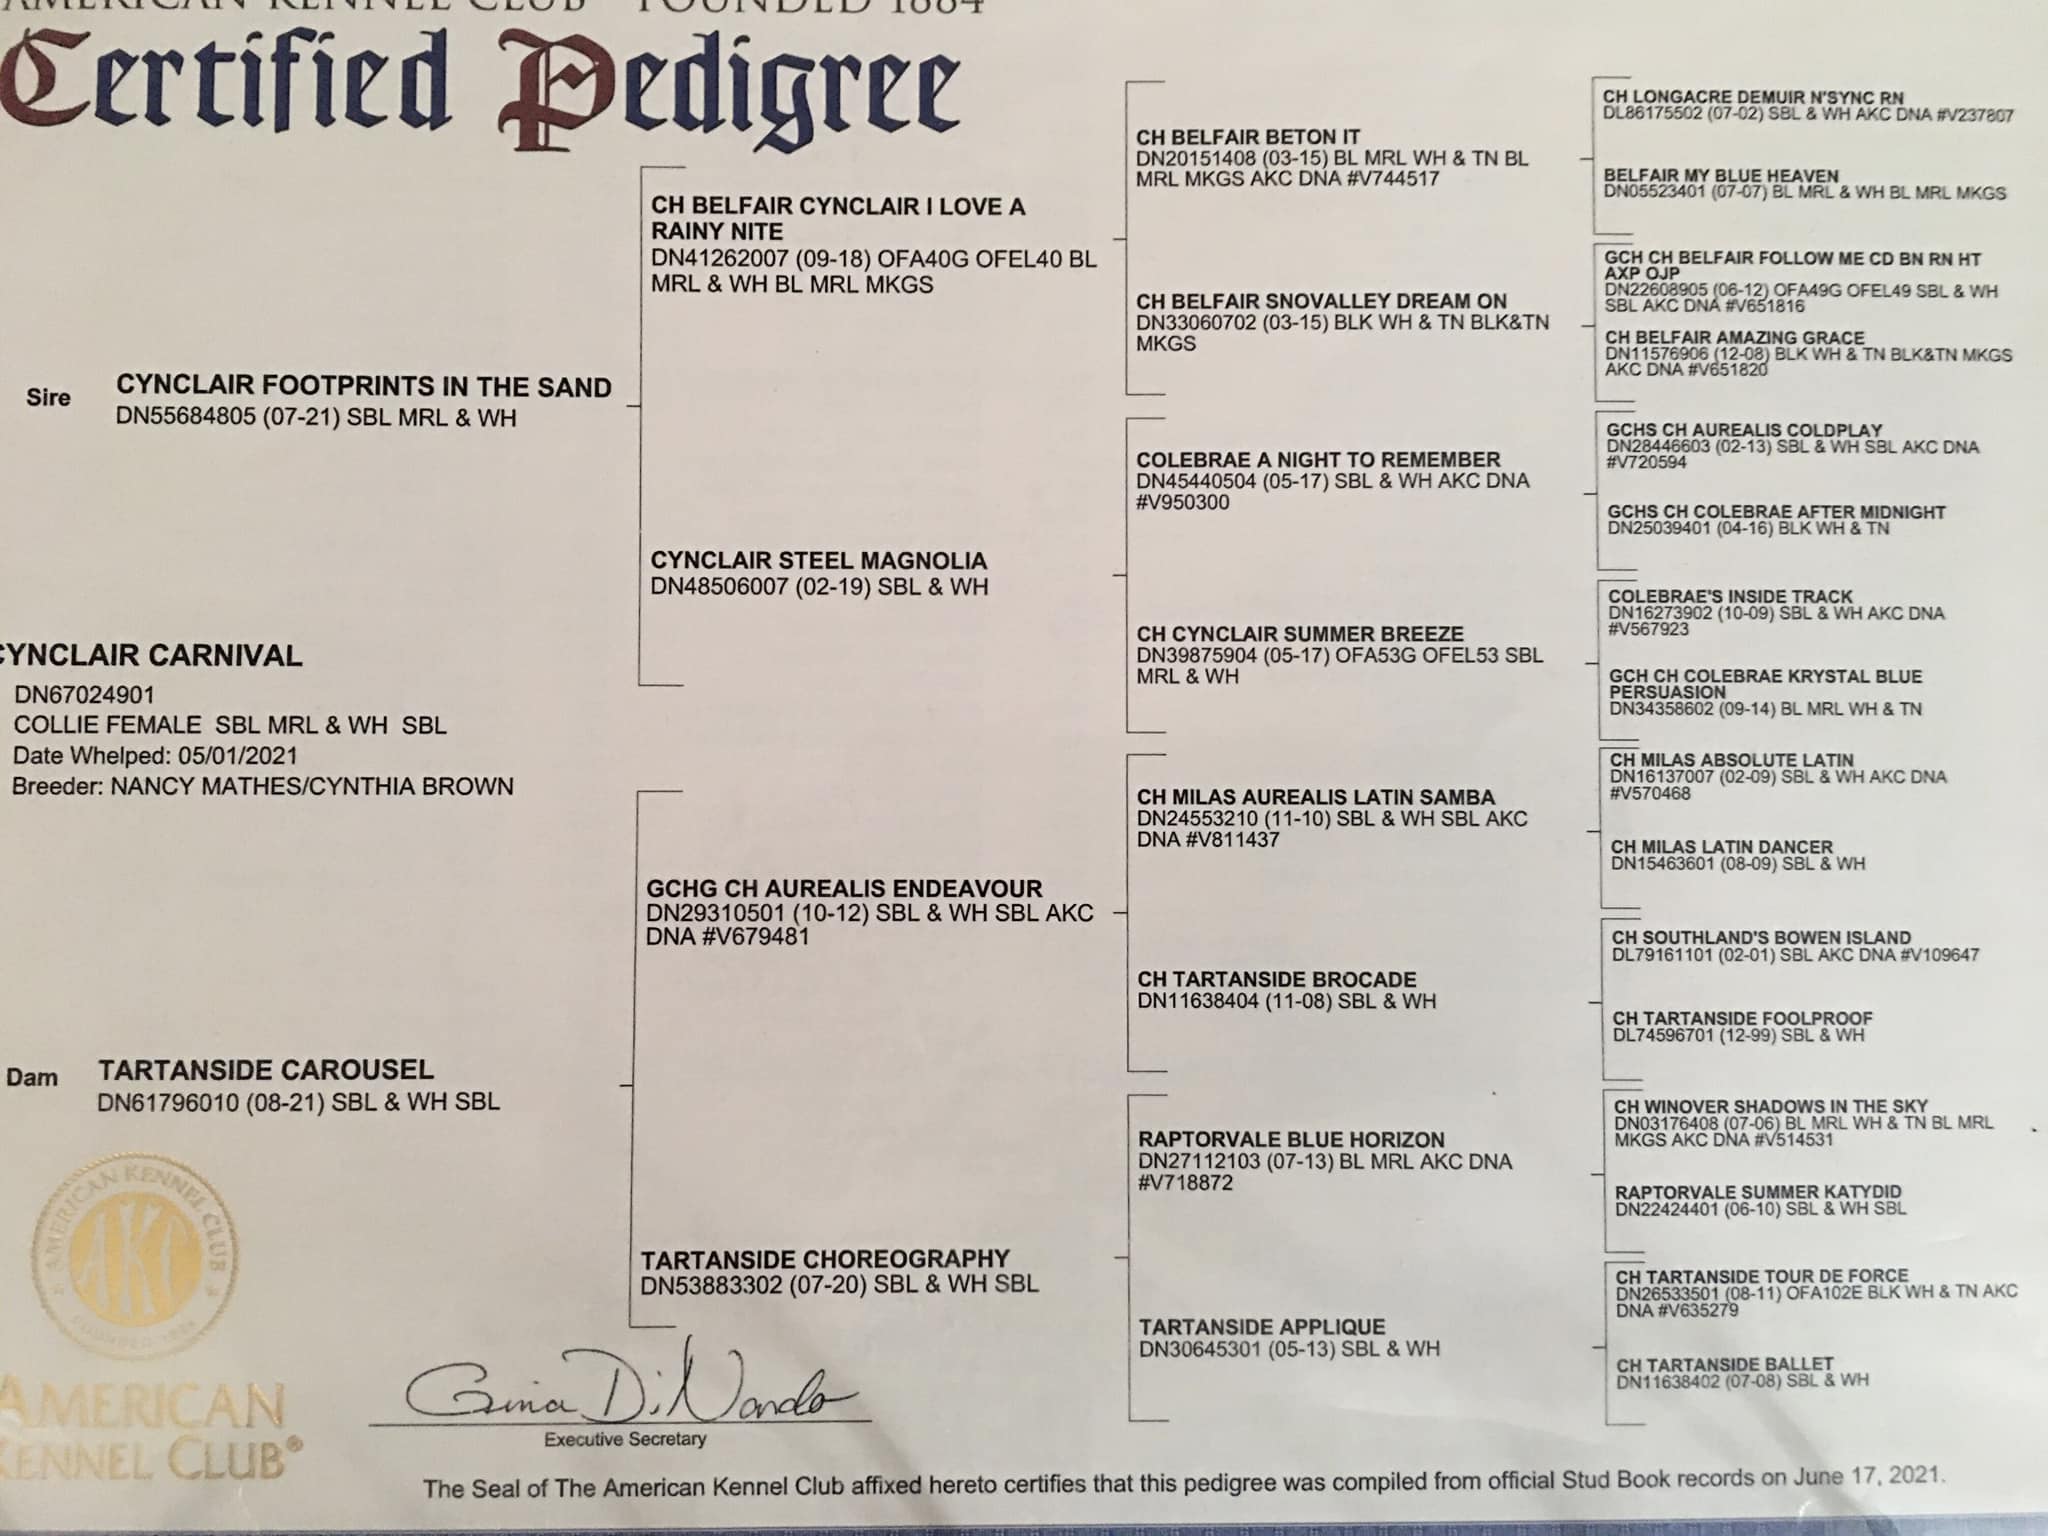 AMERICAN KENNEL CLUB FOUNDED 1884
Certified Pedigree
Sire
CYNCLAIR FOOTPRINTS IN THE SAND
DN55684805 (07-21) SBL MRL & WH
CYNCLAIR CARNIVAL
DN67024901
COLLIE FEMALE SBL MRL & WH SBL
Date Whelped: 05/01/2021
Breeder: NANCY MATHES/CYNTHIA BROWN
Dam
TARTANSIDE CAROUSEL
DN61796010 (08-21) SBL & WH SBL
CH BELFAIR CYNCLAIR I LOVE A
RAINY NITE
DN41262007 (09-18) OFA40G OFEL40 BL
MRL & WH BL MRL MKGS
CYNCLAIR STEEL MAGNOLIA
DN48506007 (02-19) SBL & WH
GCHG CH AUREALIS ENDEAVOUR
DN29310501 (10-12) SBL & WH SBL AKC
DNA #V679481
TARTANSIDE CHOREOGRAPHY
DN53883302 (07-20) SBL & WH SBL
CH BELFAIR BETON IT
DN20151408 (03-15) BL MRL WH & TN BL
MRL MKGS AKC DNA #V744517
CH BELFAIR SNOVALLEY DREAM ON
DN33060702 (03-15) BLK WH & TN BLK&TN
MKGS
COLEBRAE A NIGHT TO REMEMBER
DN45440504 (05-17) SBL & WH AKC DNA
#V950300
CH CYNCLAIR SUMMER BREEZE
DN39875904 (05-17) OFA53G OFEL53 SBL
MRL & WH
CH MILAS AUREALIS LATIN SAMBA
DN24553210 (11-10) SBL & WH SBL AKC
DNA #V811437
CH TARTANSIDE BROCADE
DN11638404 (11-08) SBL & WH
RAPTORVALE BLUE HORIZON
DN27112103 (07-13) BL MRL AKC DNA
#V718872
TARTANSIDE APPLIQUE
DN30645301 (05-13) SBL & WH
CH LONGACRE DEMUIR N'SYNC RN
DL86175502 (07-02) SBL & WH AKC DNA #V237807
BELFAIR MY BLUE HEAVEN
DN05523401 (07-07) BL MRL & WH BL MRL MKGS
GCH CH BELFAIR FOLLOW ME CD BN RN HT
AXP OJP
DN22608905 (06-12) OFA49G OFEL49 SBL & WH
SBL AKC DNA #V651816
CH BELFAIR AMAZING GRACE
DN11576906 (12-08) BLK WH & TN BLK&TN MKGS
AKC DNA #V651820
GCHS CH AUREALIS COLDPLAY
DN28446603 (02-13) SBL & WH SBL AKC DNA
#V720594
GCHS CH COLEBRAE AFTER MIDNIGHT
DN25039401 (04-16) BLK WH & TN
COLEBRAE'S INSIDE TRACK
DN16273902 (10-09) SBL & WH AKC DNA
#V567923
GCH CH COLEBRAE KRYSTAL BLUE
PERSUASION
DN34358602 (09-14) BL MRL WH & TN
CH MILAS ABSOLUTE LATIN
DN16137007 (02-09) SBL & WH AKC DNA
#V570468
CH MILAS LATIN DANCER
DN15463601 (08-09) SBL & WH
CH SOUTHLAND'S BOWEN ISLAND
DL79161101 (02-01) SBL AKC DNA #V109647
CH TARTANSIDE FOOLPROOF
DL74596701 (12-99) SBL & WH
CH WINOVER SHADOWS IN THE SKY
DN03176408 (07-06) BL MRL WH & TN BL MRL
MKGS AKC DNA #V514531
RAPTORVALE SUMMER KATYDID
DN22424401 (06-10) SBL & WH SBL
CH TARTANSIDE TOUR DE FORCE
DN26533501 (08-11) OFA102E BLK WH & TN AKC
DNA #V635279
CH TARTANSIDE BALLET
DN11638402 (07-08) SBL & WH
AMERICAN KENNEL CLUB
AKC
FOUNDED 1884
AMERICAN
KENNEL CLUB®
Gina DiNardo
Executive Secretary
The Seal of The American Kennel Club affixed hereto certifies that this pedigree was compiled from official Stud Book records on June 17, 2021.